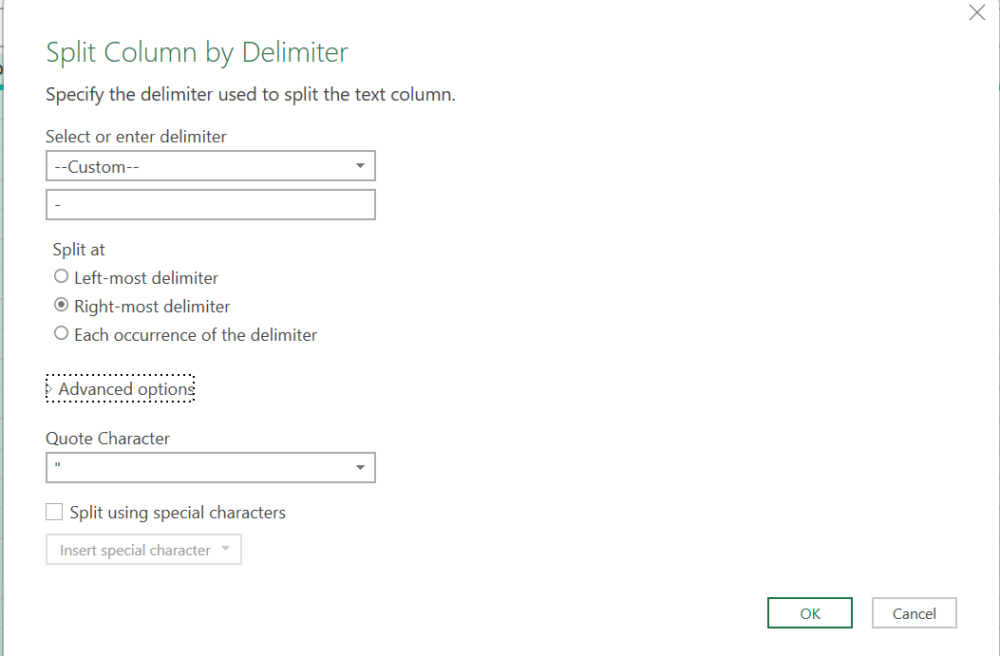 Split Column by Delimiter
Specify the delimiter used to split the text column.
Select or enter delimiter
--Custom--
-
Split at
Left-most delimiter
Right-most delimiter
Each occurrence of the delimiter
Advanced options
Quote Character
"
Split using special characters
Insert special character
OK
Cancel